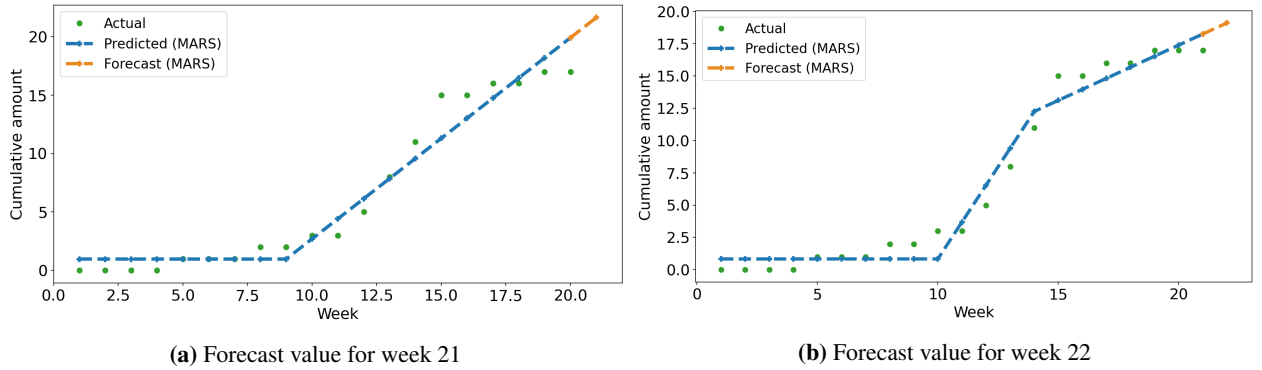 Actual
Predicted (MARS)
Forecast (MARS)
Cumulative amount
20
15
10
5
0
0.0 2.5 5.0 7.5 10.0 12.5 15.0 17.5 20.0
Week
(a) Forecast value for week 21
Actual
Predicted (MARS)
Forecast (MARS)
Cumulative amount
20.0
17.5
15.0
12.5
10.0
7.5
5.0
2.5
0.0
0 5 10 15 20
Week
(b) Forecast value for week 22